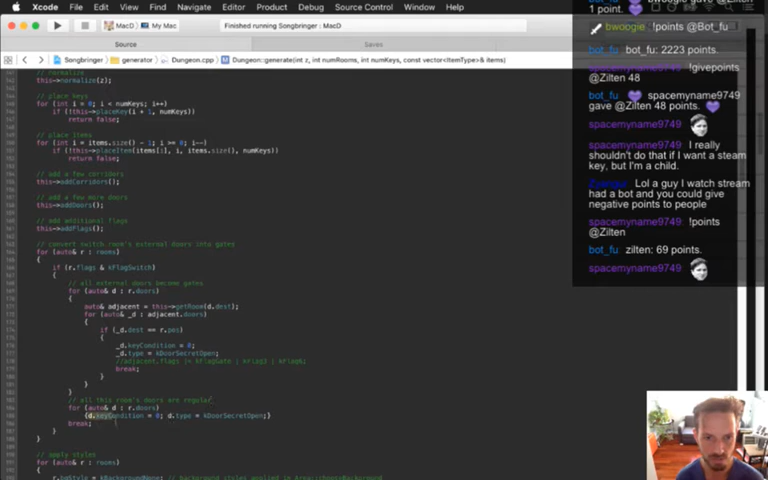 Xcode File Edit View Find Navigate Editor Product Debug Source Control Window Help
MacD My Mac Finished running Songbringer : MacD
Source Saves
generator Dungeon.cpp Dungeon::generate(int z, int numRooms, int numKeys, const vector<ItemType>& items)
// normalize
this->normalize(z);
// place keys
for (int i = 0; i < numKeys; i++)
if (!this->placeKey(i + 1, numKeys))
return false;
// place items
for (int i = items.size() - 1; i >= 0; i--)
if (!this->placeItem(items[i], i, items.size(), numKeys))
return false;
// add a few corridors
this->addCorridors();
// add a few more doors
this->addDoors();
// add additional flags
this->addFlags();
// convert switch room's external doors into gates
for (auto& r : rooms)
{
if (r.flags & kFlagSwitch)
{
// all external doors become gates
for (auto& d : r.doors)
{
auto& adjacent = this->getRoom(d.dest);
for (auto& _d : adjacent.doors)
{
if (_d.dest == r.pos)
{
_d.keyCondition = 0;
_d.type = kDoorSecretOpen;
//adjacent.flags |= kFlagGate | kFlag3 | kFlag6;
break;
}
}
}
// all this room's doors are regular
for (auto& d : r.doors)
{d.keyCondition = 0; d.type = kDoorSecretOpen;}
break;
}
}
// apply styles
for (auto& r : rooms)
1 point.
bwoogie !points @Bot_fu
bot_fu bot_fu: 2223 points.
spacemyname9749 !givepoints
@Zilten 48
bot_fu spacemyname9749
gave @Zilten 48 points.
spacemyname9749
spacemyname9749 I really
shouldn't do that if I want a steam
key, but I'm a child.
Lol a guy I watch stream
had a bot and you could give
negative points to people
spacemyname9749 !points
@Zilten
bot_fu zilten: 69 points.
spacemyname9749